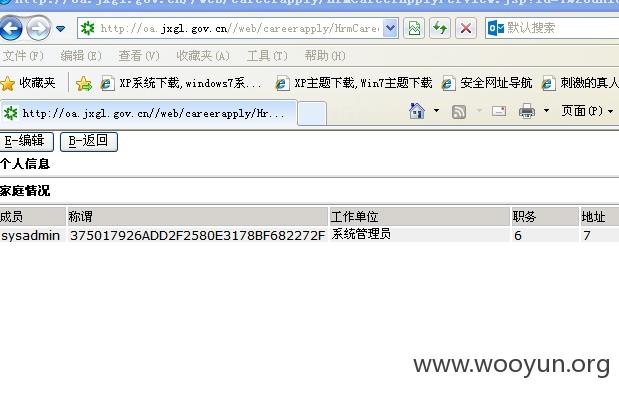 http://oa.jxgl.gov.cn//web/careerapply/HrmCareerApplyPerView.jsp?id=1%20unio
http://oa.jxgl.gov.cn//web/careerapply/HrmCaree 默认搜索
文件(F) 编辑(E) 查看(V) 收藏夹(A) 工具(T) 帮助(H)
收藏夹 XP系统下载,windows7系... XP主题下载,Win7主题下载 安全网址导航 刺激的真人
http://oa.jxgl.gov.cn//web/careerapply/Hr... 页面(P)
E-编辑 B-返回
个人信息
家庭情况
成员 称谓 工作单位 职务 地址
sysadmin 375017926ADD2F2580E3178BF682272F 系统管理员 6 7
www.wooyun.org